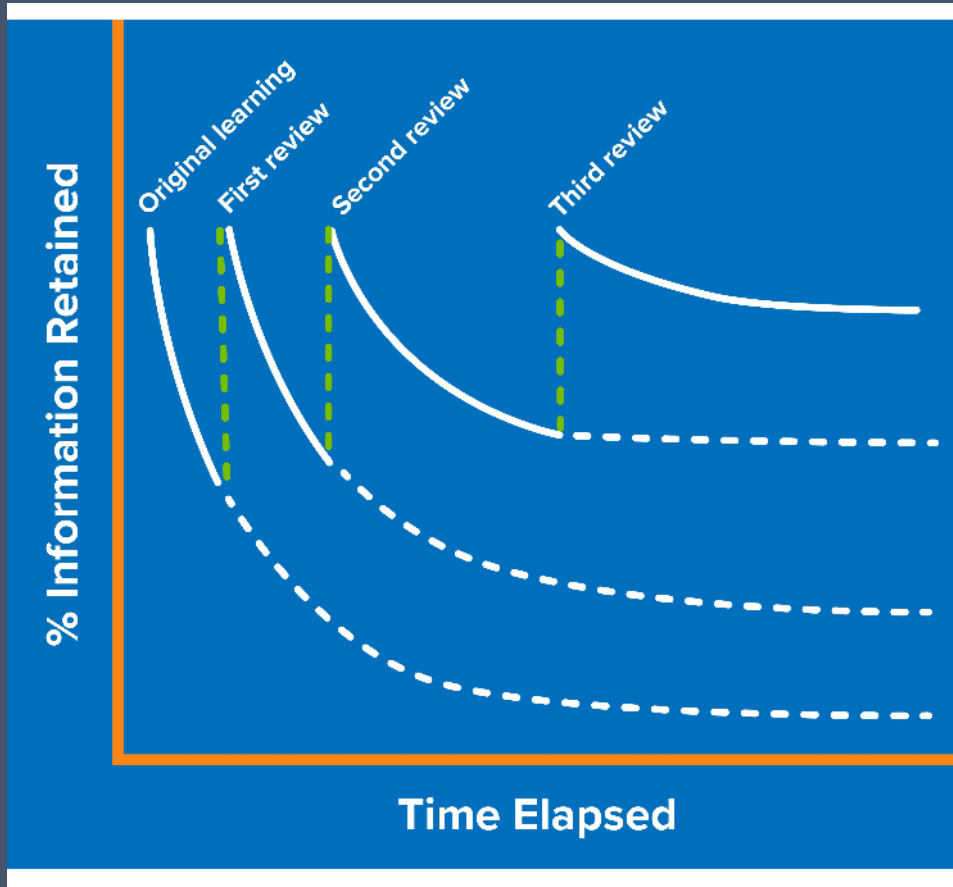 Original learning
First review
Second review
Third review
% Information Retained
Time Elapsed